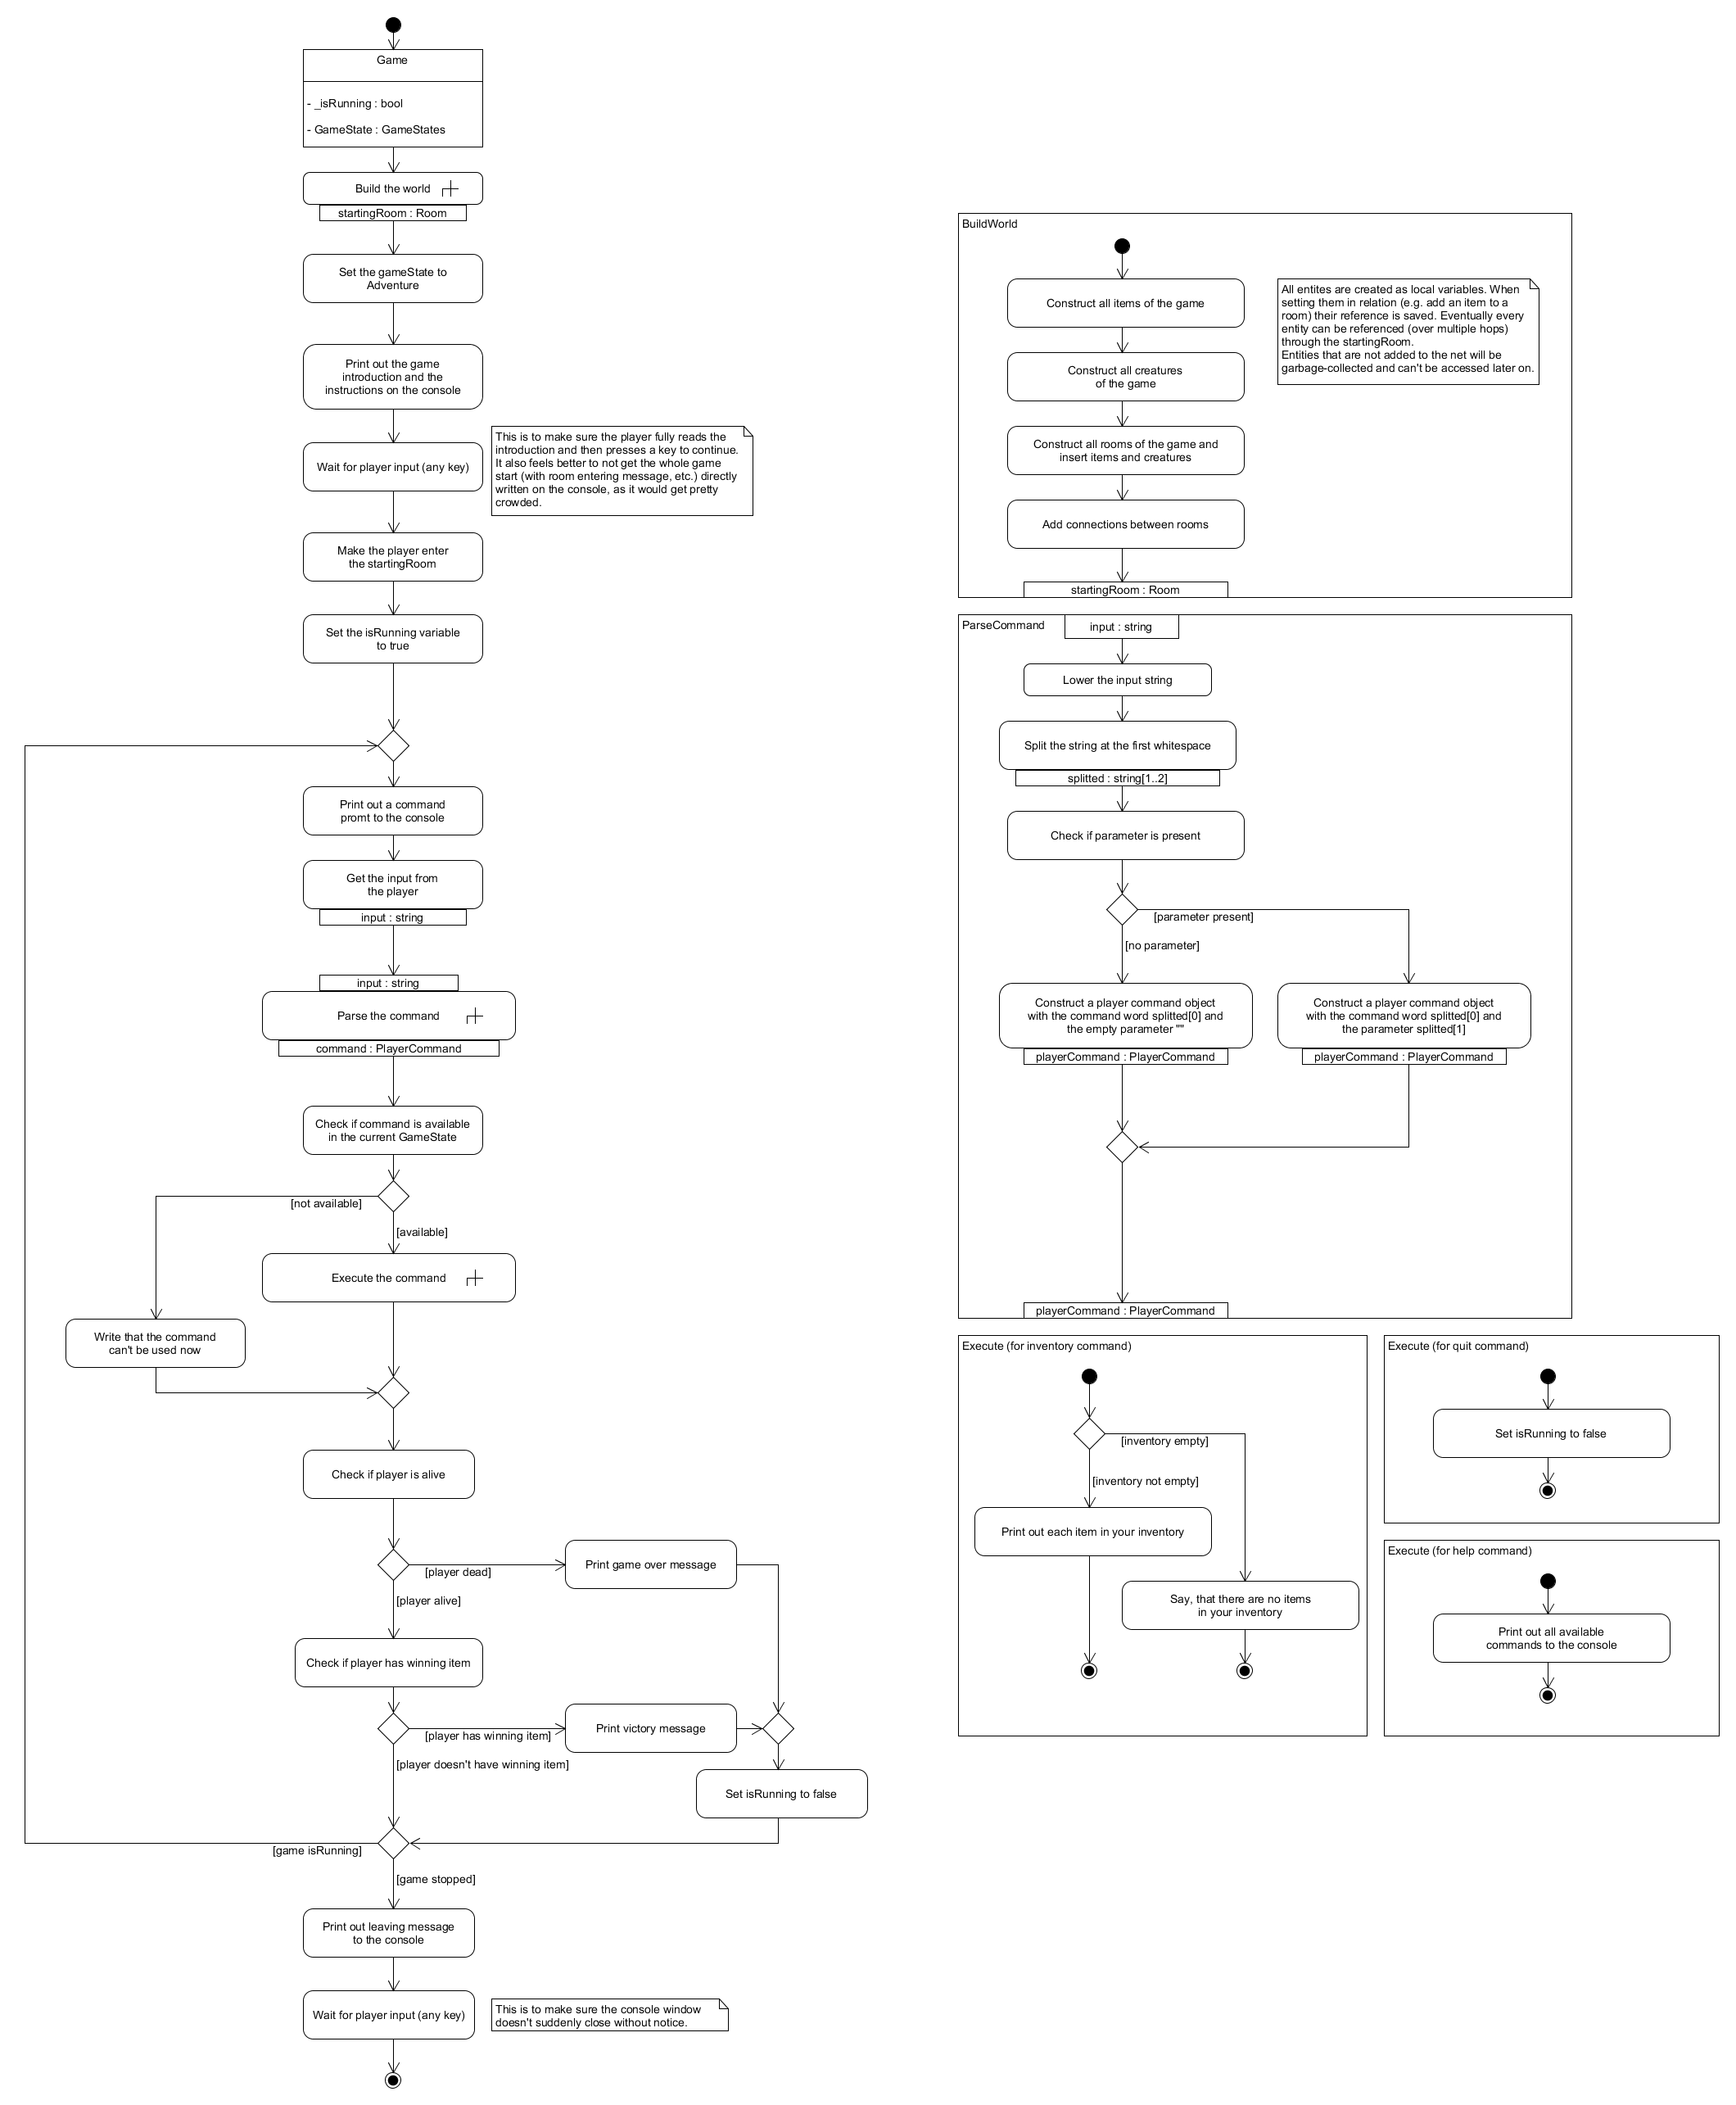 Game
- _isRunning : bool
- GameState : GameStates
Build the world
startingRoom : Room
Set the gameState to
Adventure
Print out the game
introduction and the
instructions on the console
Wait for player input (any key)
This is to make sure the player fully reads the
introduction and then presses a key to continue.
It also feels better to not get the whole game
start (with room entering message, etc.) directly
written on the console, as it would get pretty
crowded.
Make the player enter
the startingRoom
Set the isRunning variable
to true
Print out a command
promt to the console
Get the input from
the player
input : string
input : string
Parse the command
command : PlayerCommand
Check if command is available
in the current GameState
[not available]
[available]
Execute the command
Write that the command
can't be used now
Check if player is alive
[player dead]
Print game over message
[player alive]
Check if player has winning item
[player has winning item]
Print victory message
[player doesn't have winning item]
Set isRunning to false
[game isRunning]
[game stopped]
Print out leaving message
to the console
Wait for player input (any key)
This is to make sure the console window
doesn't suddenly close without notice.
BuildWorld
Construct all items of the game
All entites are created as local variables. When
setting them in relation (e.g. add an item to a
room) their reference is saved. Eventually every
entity can be referenced (over multiple hops)
through the startingRoom.
Entities that are not added to the net will be
garbage-collected and can't be accessed later on.
Construct all creatures
of the game
Construct all rooms of the game and
insert items and creatures
Add connections between rooms
startingRoom : Room
ParseCommand
input : string
Lower the input string
Split the string at the first whitespace
splitted : string[1..2]
Check if parameter is present
[parameter present]
[no parameter]
Construct a player command object
with the command word splitted[0] and
the empty parameter ""
playerCommand : PlayerCommand
Construct a player command object
with the command word splitted[0] and
the parameter splitted[1]
playerCommand : PlayerCommand
playerCommand : PlayerCommand
Execute (for inventory command)
[inventory empty]
[inventory not empty]
Print out each item in your inventory
Say, that there are no items
in your inventory
Execute (for quit command)
Set isRunning to false
Execute (for help command)
Print out all available
commands to the console